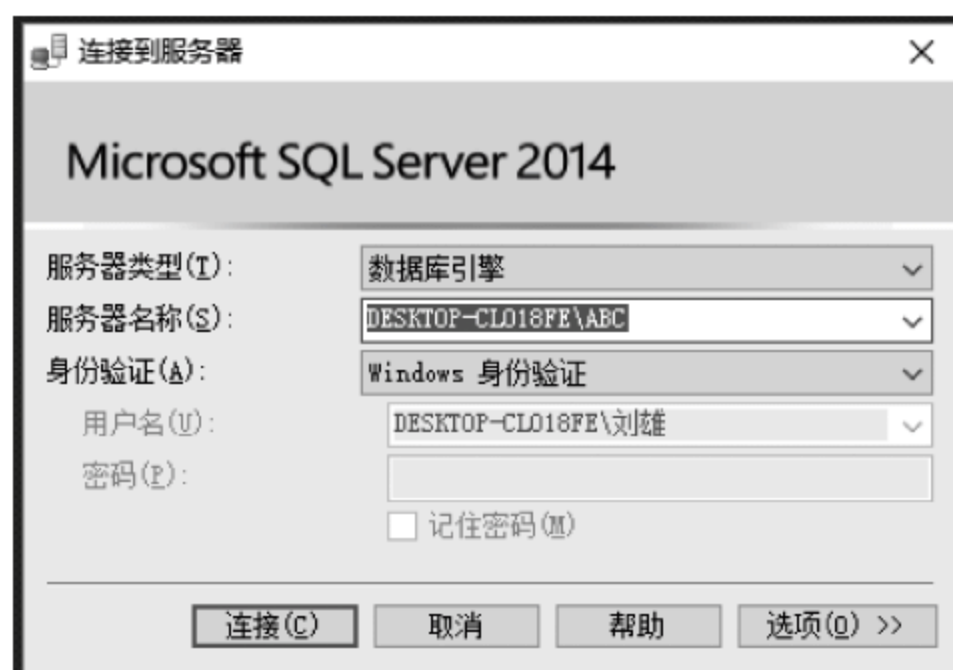 连接到服务器
Microsoft SQL Server 2014
服务器类型(T): 数据库引擎
服务器名称(S): DESKTOP-CL018FE\ABC
身份验证(A): Windows 身份验证
用户名(U): DESKTOP-CL018FE\刘雄
密码(P):
记住密码(M)
连接(C) 取消 帮助 选项(O) >>